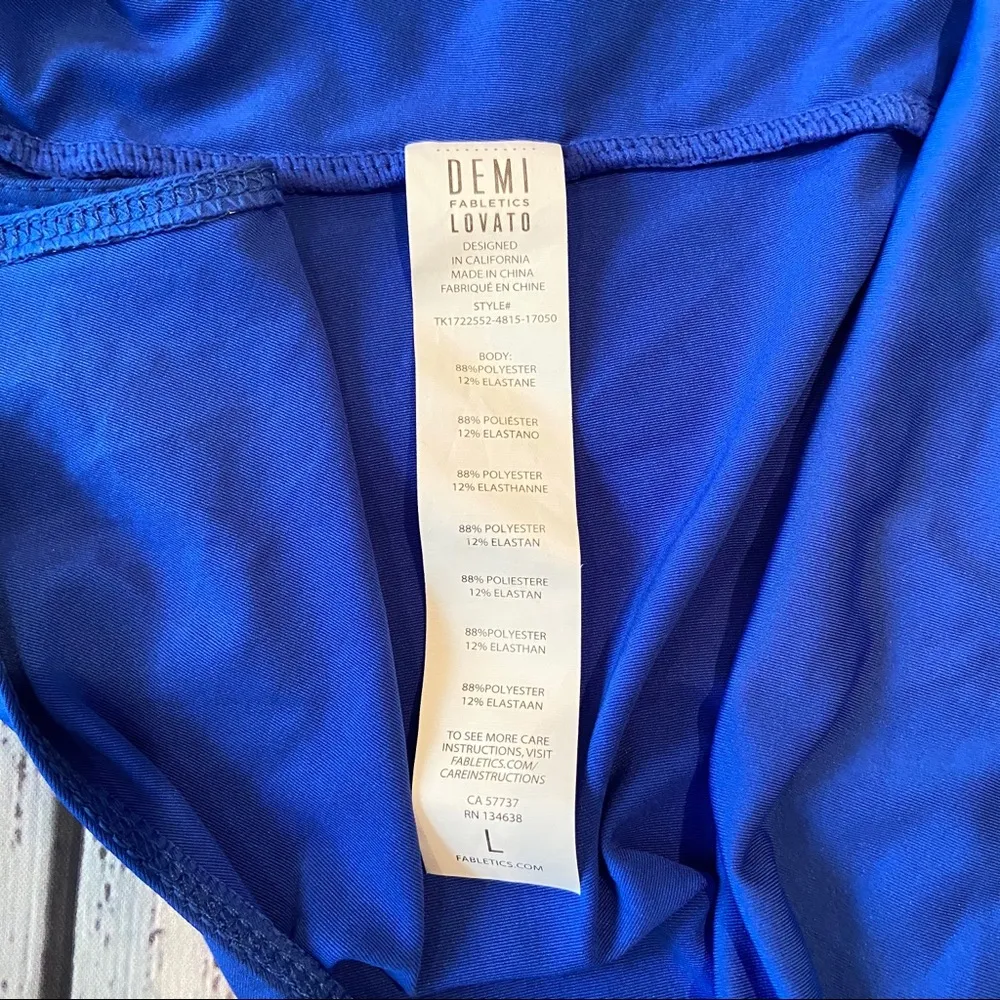 DEMI
FABLETICS
LOVATO
DESIGNED
IN CALIFORNIA
MADE IN CHINA
FABRIQUÉ EN CHINE
STYLE#
TK1722552-4815-17050
BODY:
88%POLYESTER
12% ELASTANE
88% POLIÉSTER
12% ELASTANO
88% POLYESTER
12% ELASTHANNE
88% POLYESTER
12% ELASTAN
88% POLIESTERE
12% ELASTAN
88%POLYESTER
12% ELASTHAN
88%POLYESTER
12% ELASTAAN
TO SEE MORE CARE
INSTRUCTIONS, VISIT
FABLETICS.COM/
CAREINSTRUCTIONS
CA 57737
RN 134638
L
FABLETICS.COM